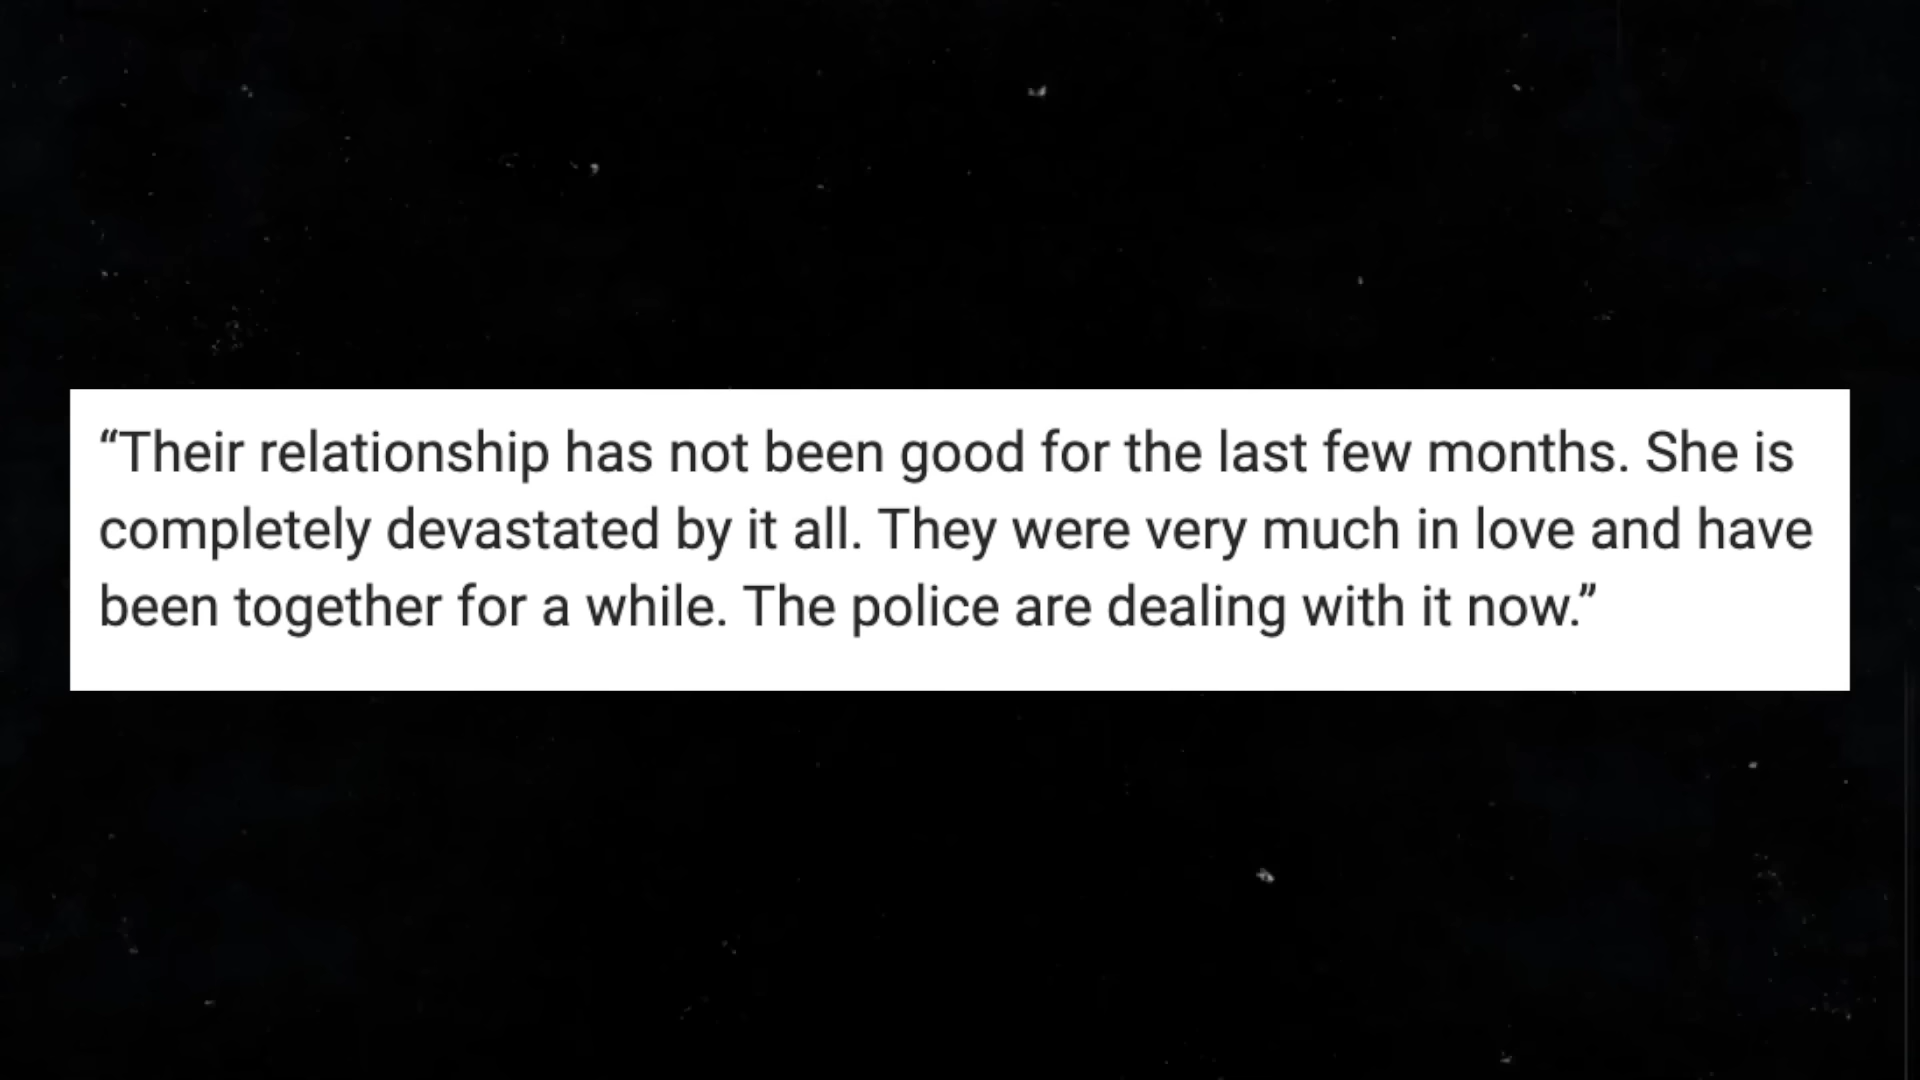 “Their relationship has not been good for the last few months. She is
completely devastated by it all. They were very much in love and have
been together for a while. The police are dealing with it now.”